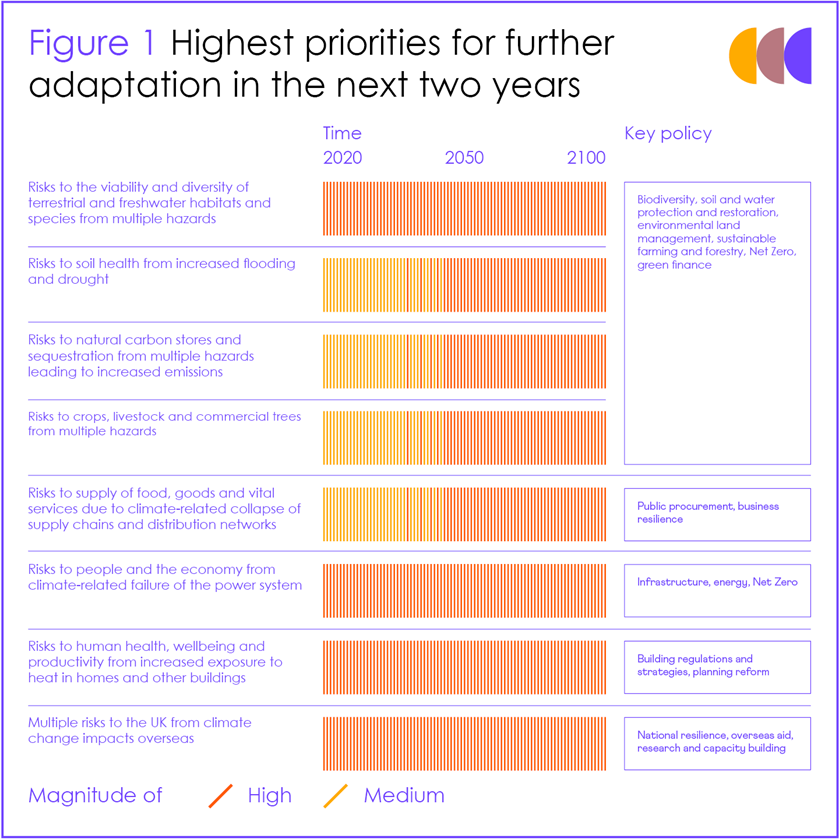 Figure 1 Highest priorities for further
adaptation in the next two years
Time
Key policy
2020 2050 2100
Risks to the viability and diversity of
terrestrial and freshwater habitats and
species from multiple hazards
Biodiversity, soil and water
protection and restoration,
environmental land
management, sustainable
farming and forestry, Net Zero,
green finance
Risks to soil health from increased flooding
and drought
Risks to natural carbon stores and
sequestration from multiple hazards
leading to increased emissions
Risks to crops, livestock and commercial trees
from multiple hazards
Risks to supply of food, goods and vital
services due to climate-related collapse of
supply chains and distribution networks
Public procurement, business
resilience
Risks to people and the economy from
climate-related failure of the power system
Infrastructure, energy, Net Zero
Risks to human health, wellbeing and
productivity from increased exposure to
heat in homes and other buildings
Building regulations and
strategies, planning reform
Multiple risks to the UK from climate
change impacts overseas
National resilience, overseas aid,
research and capacity building
Magnitude of High Medium